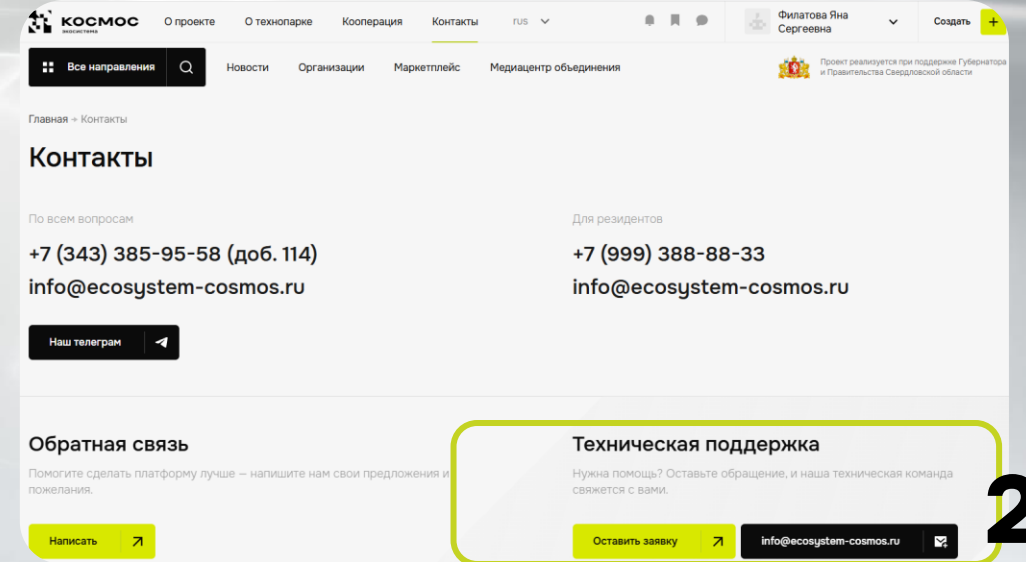 КОСМОС
ЭКОСИСТЕМА
О проекте
О технопарке
Кооперация
Контакты
rus
Филатова Яна
Сергеевна
Создать +
Все направления
Новости
Организации
Маркетплейс
Медиацентр объединения
Проект реализуется при поддержке Губернатора
и Правительства Свердловской области
Главная → Контакты
Контакты
По всем вопросам
+7 (343) 385-95-58 (доб. 114)
info@ecosystem-cosmos.ru
Наш телеграм
Для резидентов
+7 (999) 388-88-33
info@ecosystem-cosmos.ru
Обратная связь
Помогите сделать платформу лучше — напишите нам свои предложения и
пожелания.
Написать
Техническая поддержка
Нужна помощь? Оставьте обращение, и наша техническая команда
свяжется с вами.
Оставить заявку
info@ecosystem-cosmos.ru
2